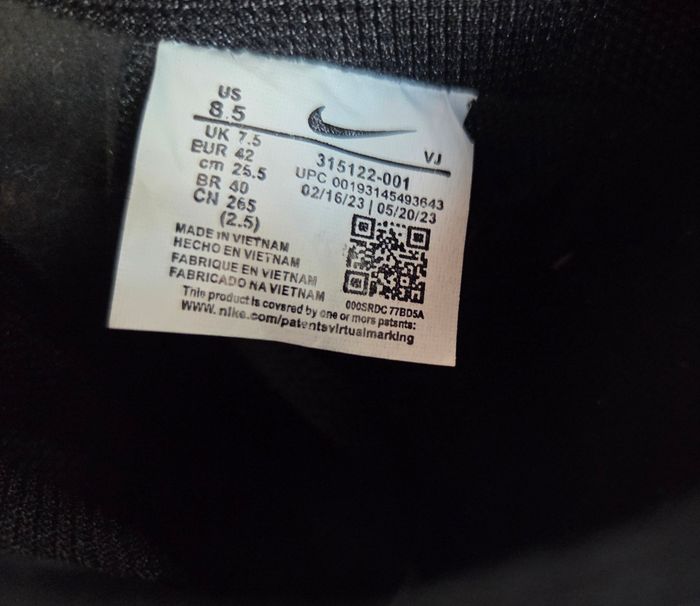 US
8.5
UK 7.5
EUR 42
cm 26.5
BR 40
CN 265
(2.5)
VJ
315122-001
UPC 00193145493643
02/16/23 | 05/20/23
MADE IN VIETNAM
HECHO EN VIETNAM
FABRIQUE EN VIETNAM
FABRICADO NA VIETNAM
000SRDC77BD5A
This product is covered by one or more patents:
www.nike.com/patentsvirtualmarking